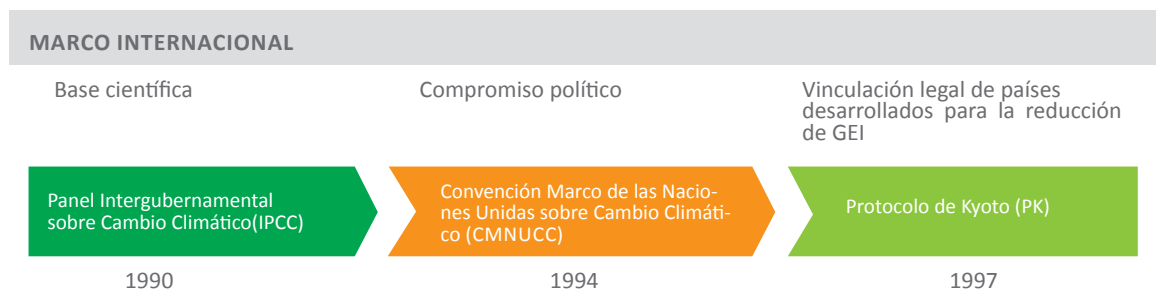 MARCO INTERNACIONAL
Base científica
Compromiso político
Vinculación legal de países
desarrollados para la reducción
de GEI
Panel Intergubernamental
sobre Cambio Climático(IPCC)
Convención Marco de las Nacio-
nes Unidas sobre Cambio Climáti-
co (CMNUCC)
Protocolo de Kyoto (PK)
1990
1994
1997